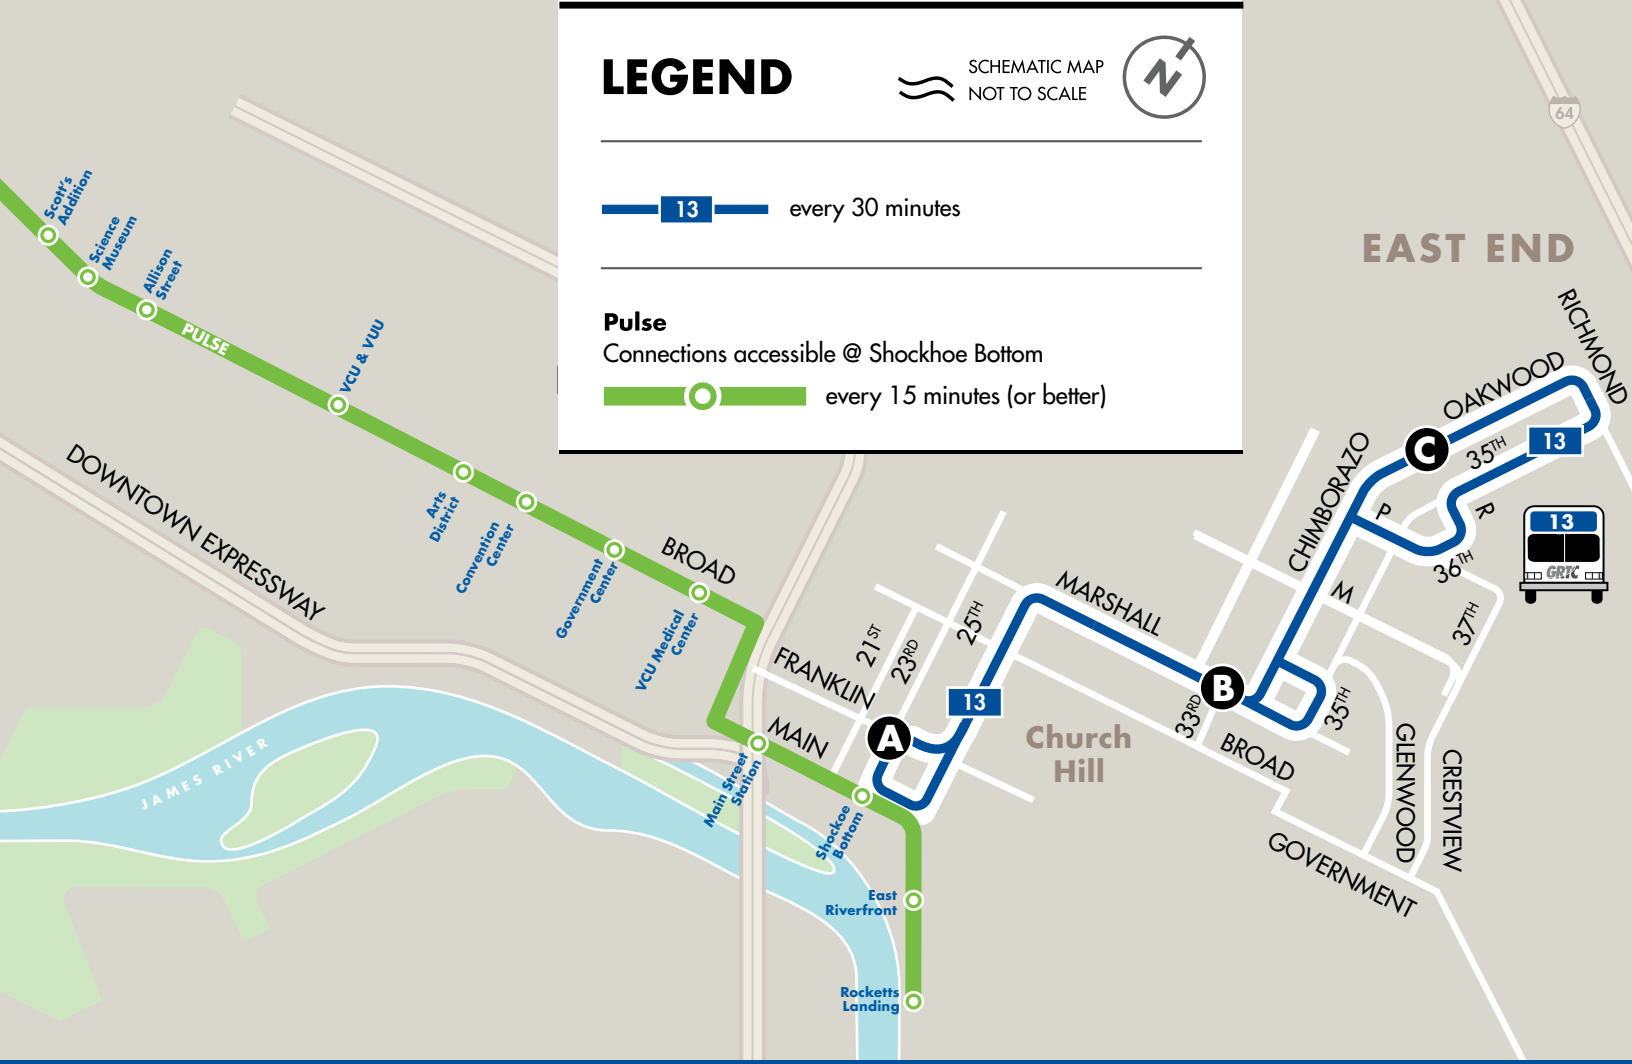 LEGEND
SCHEMATIC MAP
NOT TO SCALE
N
13
every 30 minutes
Pulse
Connections accessible @ Shockhoe Bottom
every 15 minutes (or better)
64
EAST END
Scott's
Addition
Science
Museum
Allison
Street
PULSE
VCU & VUU
Arts
District
Convention
Center
Government
Center
VCU Medical
Center
BROAD
DOWNTOWN EXPRESSWAY
JAMES RIVER
Main Street
Station
MAIN
FRANKLIN
21ST
23RD
25TH
A
13
Shockoe
Bottom
East
Riverfront
Rocketts
Landing
MARSHALL
Church
Hill
B
33RD
BROAD
35TH
GOVERNMENT
GLENWOOD
CRESTVIEW
37TH
M
36TH
CHIMBORAZO
P
R
C
35TH
OAKWOOD
RICHMOND
13
13
GRTC